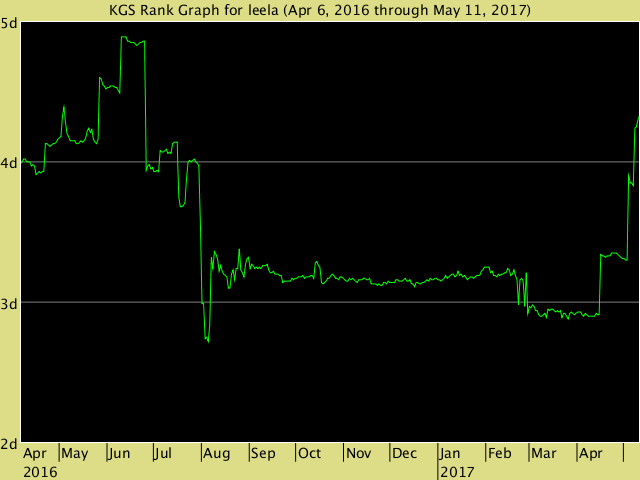 KGS Rank Graph for leela (Apr 6, 2016 through May 11, 2017)
5d
4d
3d
2d
Apr May Jun Jul Aug Sep Oct Nov Dec Jan Feb Mar Apr
2016 2017